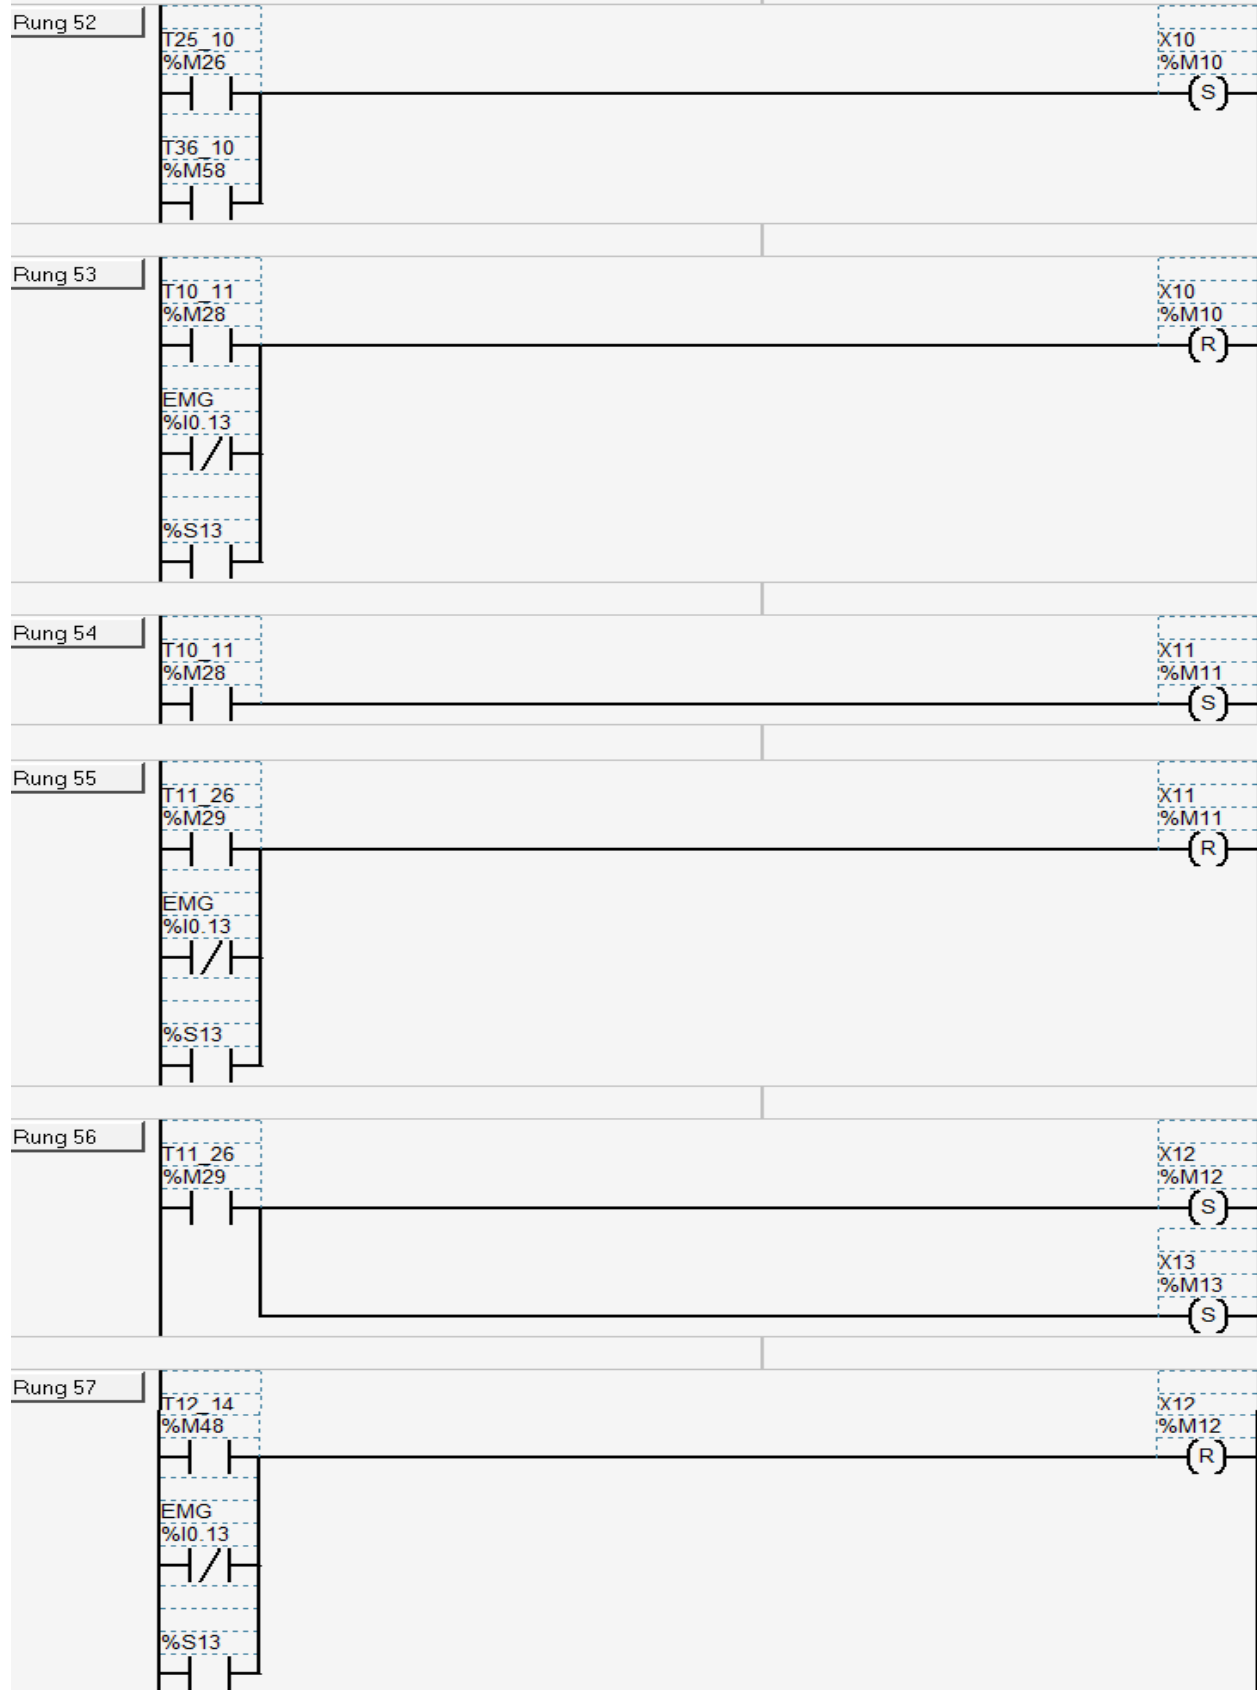 Rung 52
T25_10
%M26
X10
%M10
S
T36_10
%M58
Rung 53
T10_11
%M28
X10
%M10
R
EMG
%I0.13
%S13
Rung 54
T10_11
%M28
X11
%M11
S
Rung 55
T11_26
%M29
X11
%M11
R
EMG
%I0.13
%S13
Rung 56
T11_26
%M29
X12
%M12
S
X13
%M13
S
Rung 57
T12_14
%M48
X12
%M12
R
EMG
%I0.13
%S13